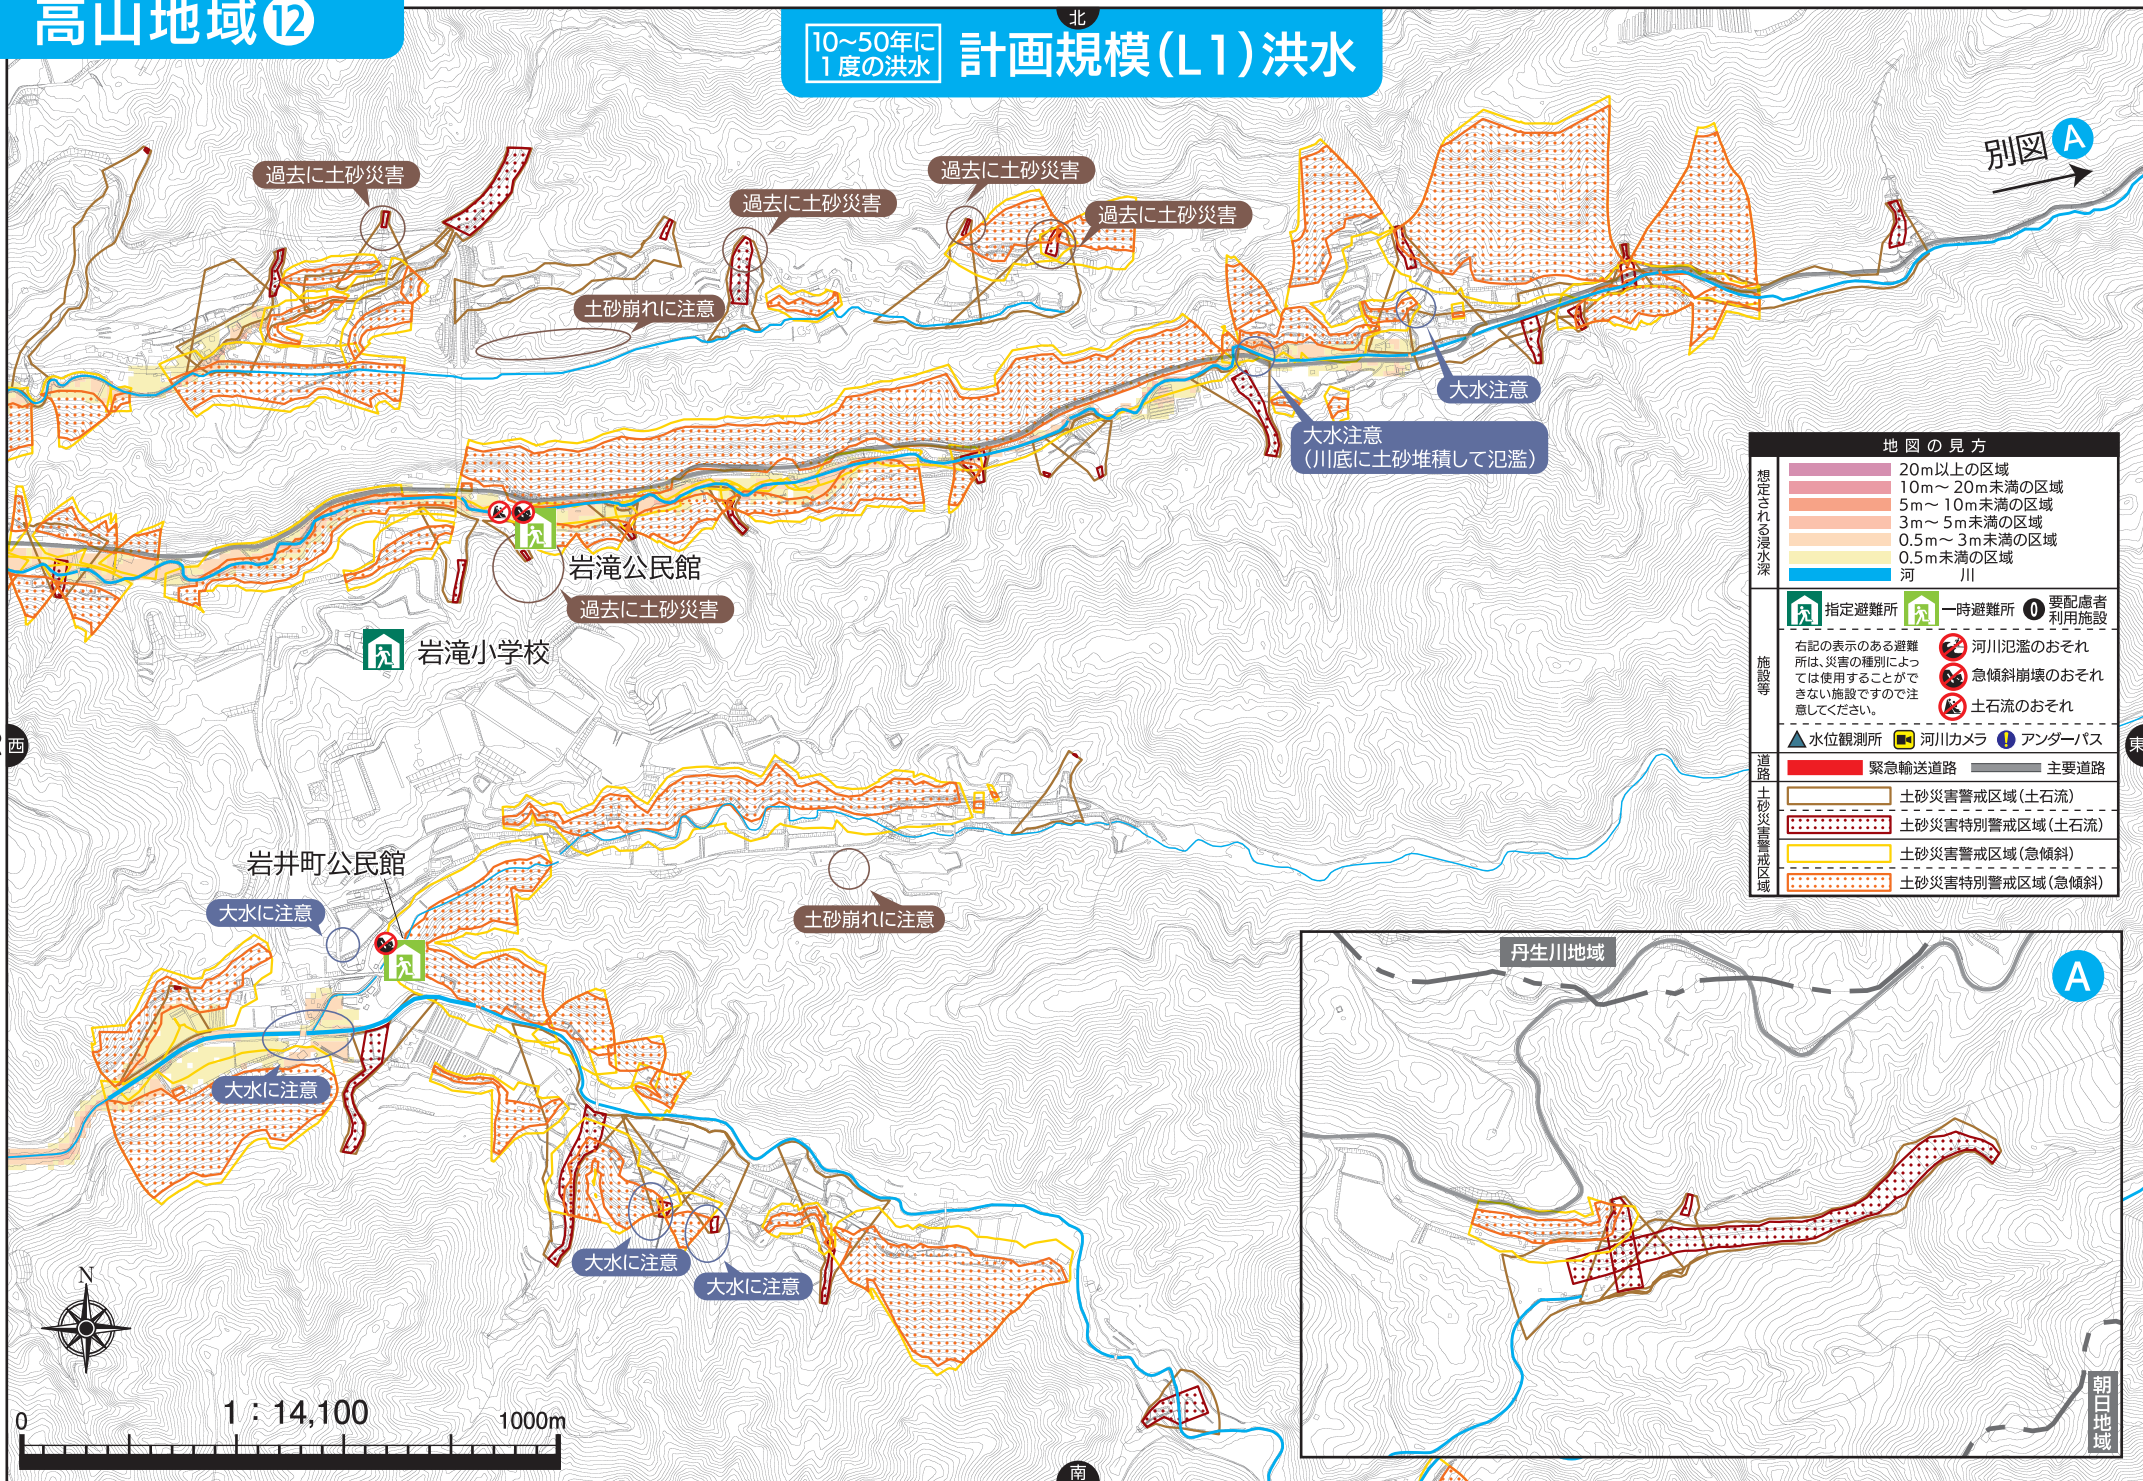 高山地域⑫
10～50年に
1度の洪水
計画規模(L1)洪水
北
別図 A
過去に土砂災害
過去に土砂災害
過去に土砂災害
過去に土砂災害
土砂崩れに注意
大水注意
大水注意
(川底に土砂堆積して氾濫)
岩滝公民館
過去に土砂災害
岩滝小学校
西
東
岩井町公民館
大水に注意
土砂崩れに注意
大水に注意
大水に注意
大水に注意
地図の見方
想定される浸水深
20m以上の区域
10m～20m未満の区域
5m～10m未満の区域
3m～5m未満の区域
0.5m～3m未満の区域
0.5m未満の区域
河川
施設等
指定避難所
一時避難所
0
要配慮者
利用施設
右記の表示のある避難
所は、災害の種別によっ
ては使用することがで
きない施設ですので注
意してください。
河川氾濫のおそれ
急傾斜崩壊のおそれ
土石流のおそれ
水位観測所
河川カメラ
アンダーパス
道路
緊急輸送道路
主要道路
土砂災害警戒区域
土砂災害警戒区域(土石流)
土砂災害特別警戒区域(土石流)
土砂災害警戒区域(急傾斜)
土砂災害特別警戒区域(急傾斜)
丹生川地域
A
朝日地域
N
1：14,100
0
1000m
南